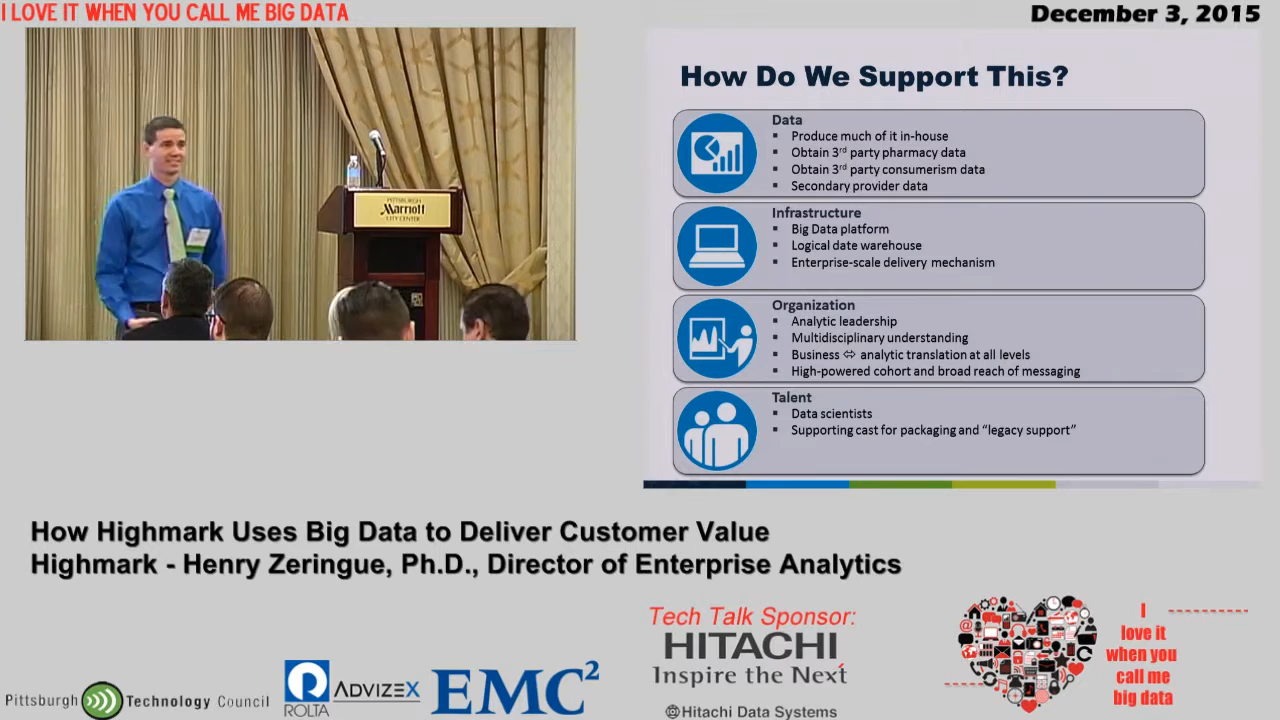 I LOVE IT WHEN YOU CALL ME BIG DATA
December 3, 2015
PITTSBURGH
Marriott
CITY CENTER
How Do We Support This?
Data
▪ Produce much of it in-house
▪ Obtain 3rd party pharmacy data
▪ Obtain 3rd party consumerism data
▪ Secondary provider data
Infrastructure
▪ Big Data platform
▪ Logical date warehouse
▪ Enterprise-scale delivery mechanism
Organization
▪ Analytic leadership
▪ Multidisciplinary understanding
▪ Business ⇔ analytic translation at all levels
▪ High-powered cohort and broad reach of messaging
Talent
▪ Data scientists
▪ Supporting cast for packaging and “legacy support”
How Highmark Uses Big Data to Deliver Customer Value
Highmark - Henry Zeringue, Ph.D., Director of Enterprise Analytics
Pittsburgh Technology Council
ROLTA
ADVIZEX
EMC²
Tech Talk Sponsor:
HITACHI
Inspire the Next
@Hitachi Data Systems
I
love it
when you
call me
big data